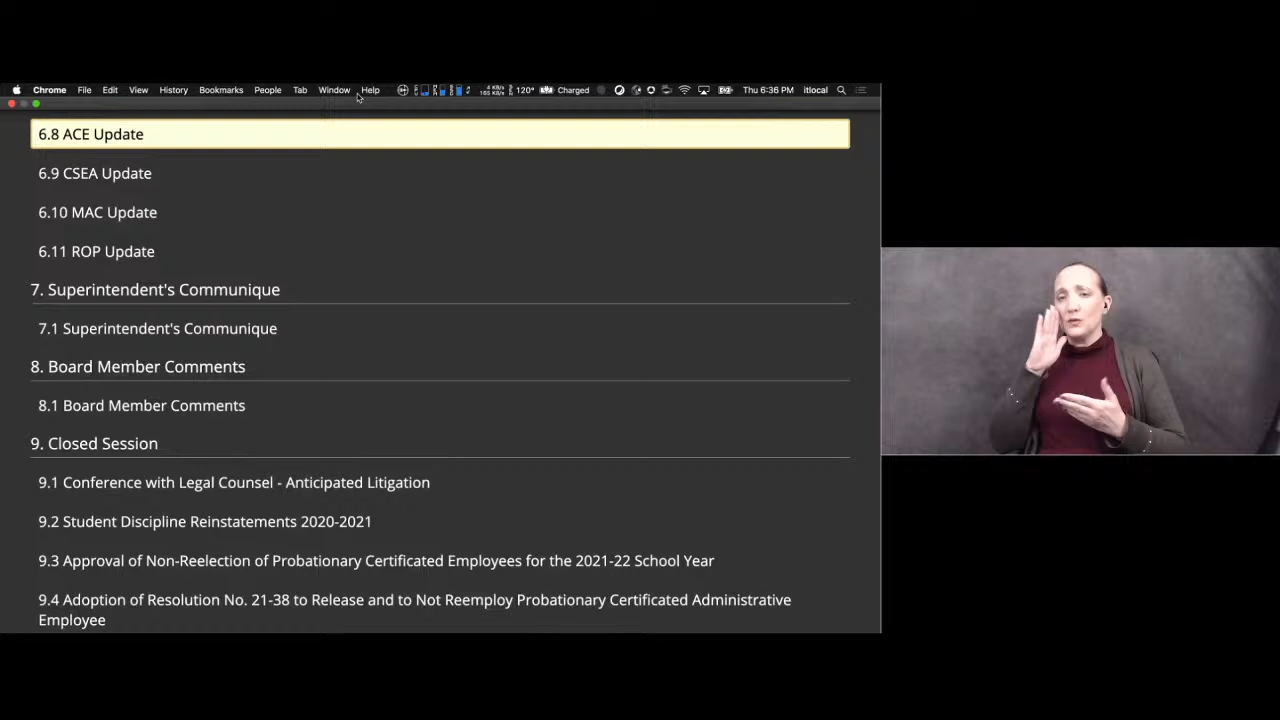 Chrome File Edit View History Bookmarks People Tab Window Help 120° Charged Thu 6:36 PM itlocal
6.8 ACE Update
6.9 CSEA Update
6.10 MAC Update
6.11 ROP Update
7. Superintendent's Communique
7.1 Superintendent's Communique
8. Board Member Comments
8.1 Board Member Comments
9. Closed Session
9.1 Conference with Legal Counsel - Anticipated Litigation
9.2 Student Discipline Reinstatements 2020-2021
9.3 Approval of Non-Reelection of Probationary Certificated Employees for the 2021-22 School Year
9.4 Adoption of Resolution No. 21-38 to Release and to Not Reemploy Probationary Certificated Administrative
Employee